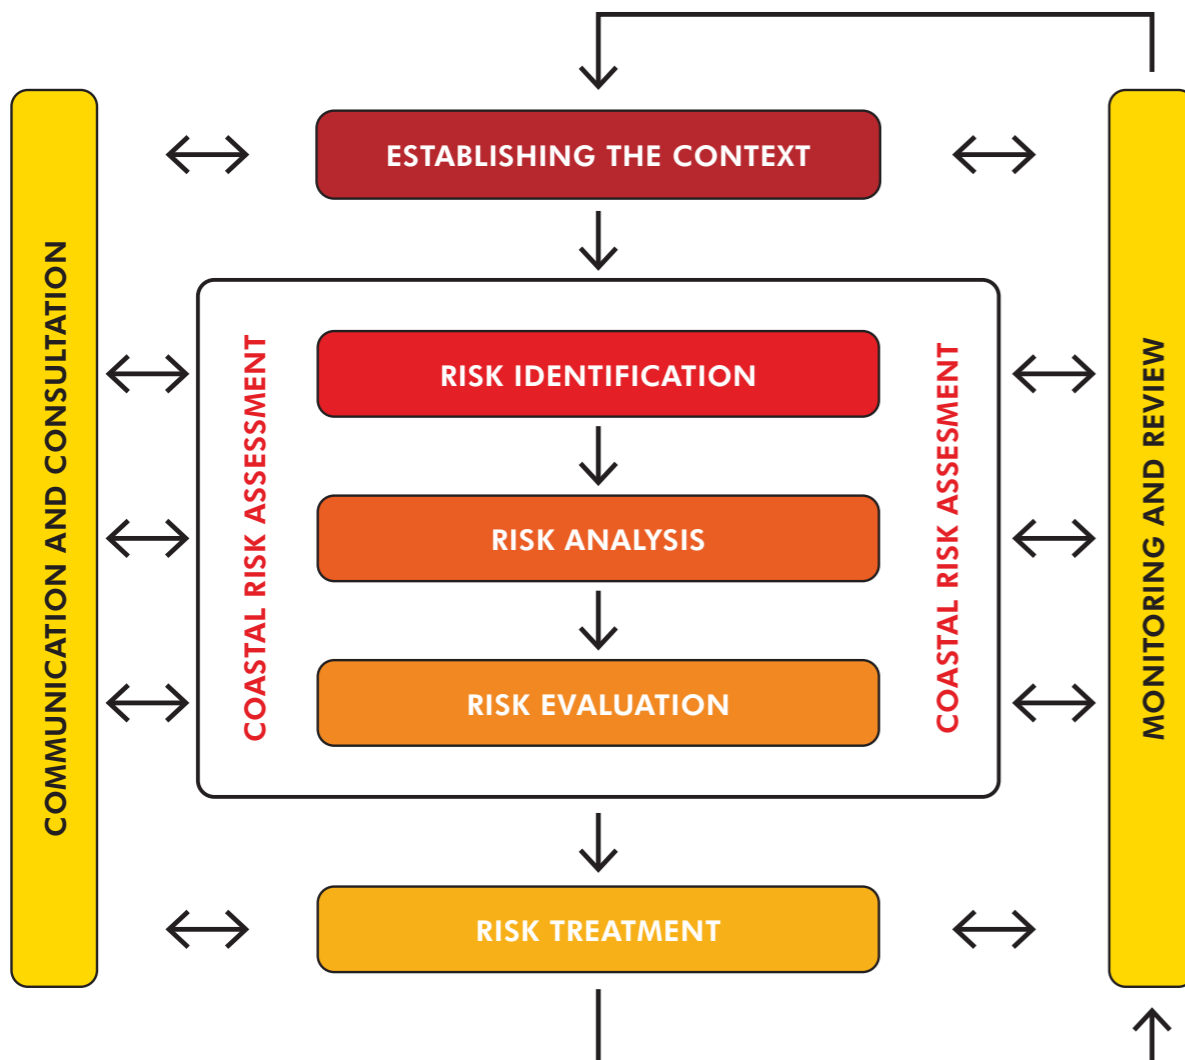 ESTABLISHING THE CONTEXT
COMMUNICATION AND CONSULTATION
COASTAL RISK ASSESSMENT
RISK IDENTIFICATION
RISK ANALYSIS
RISK EVALUATION
COASTAL RISK ASSESSMENT
MONITORING AND REVIEW
RISK TREATMENT